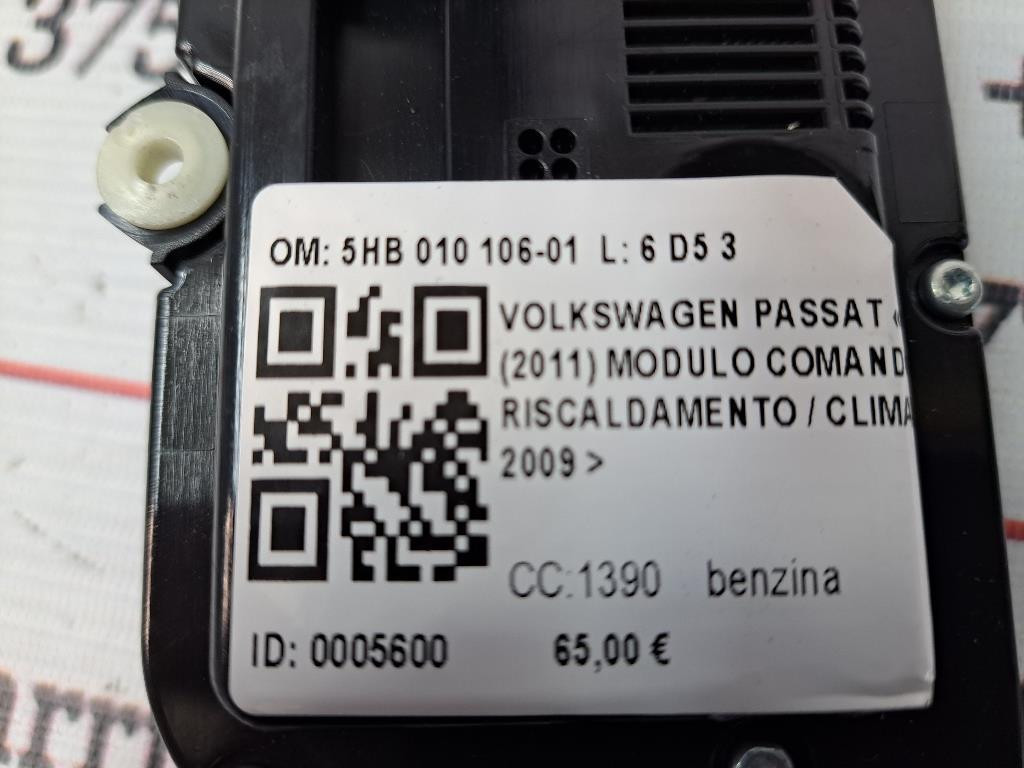 375
OM: 5HB 010 106-01 L: 6 D5 3
VOLKSWAGEN PASSAT
(2011) MODULO COMAND
RISCALDAMENTO / CLIMA
2009 >
CC:1390 benzina
ID: 0005600 65,00 €